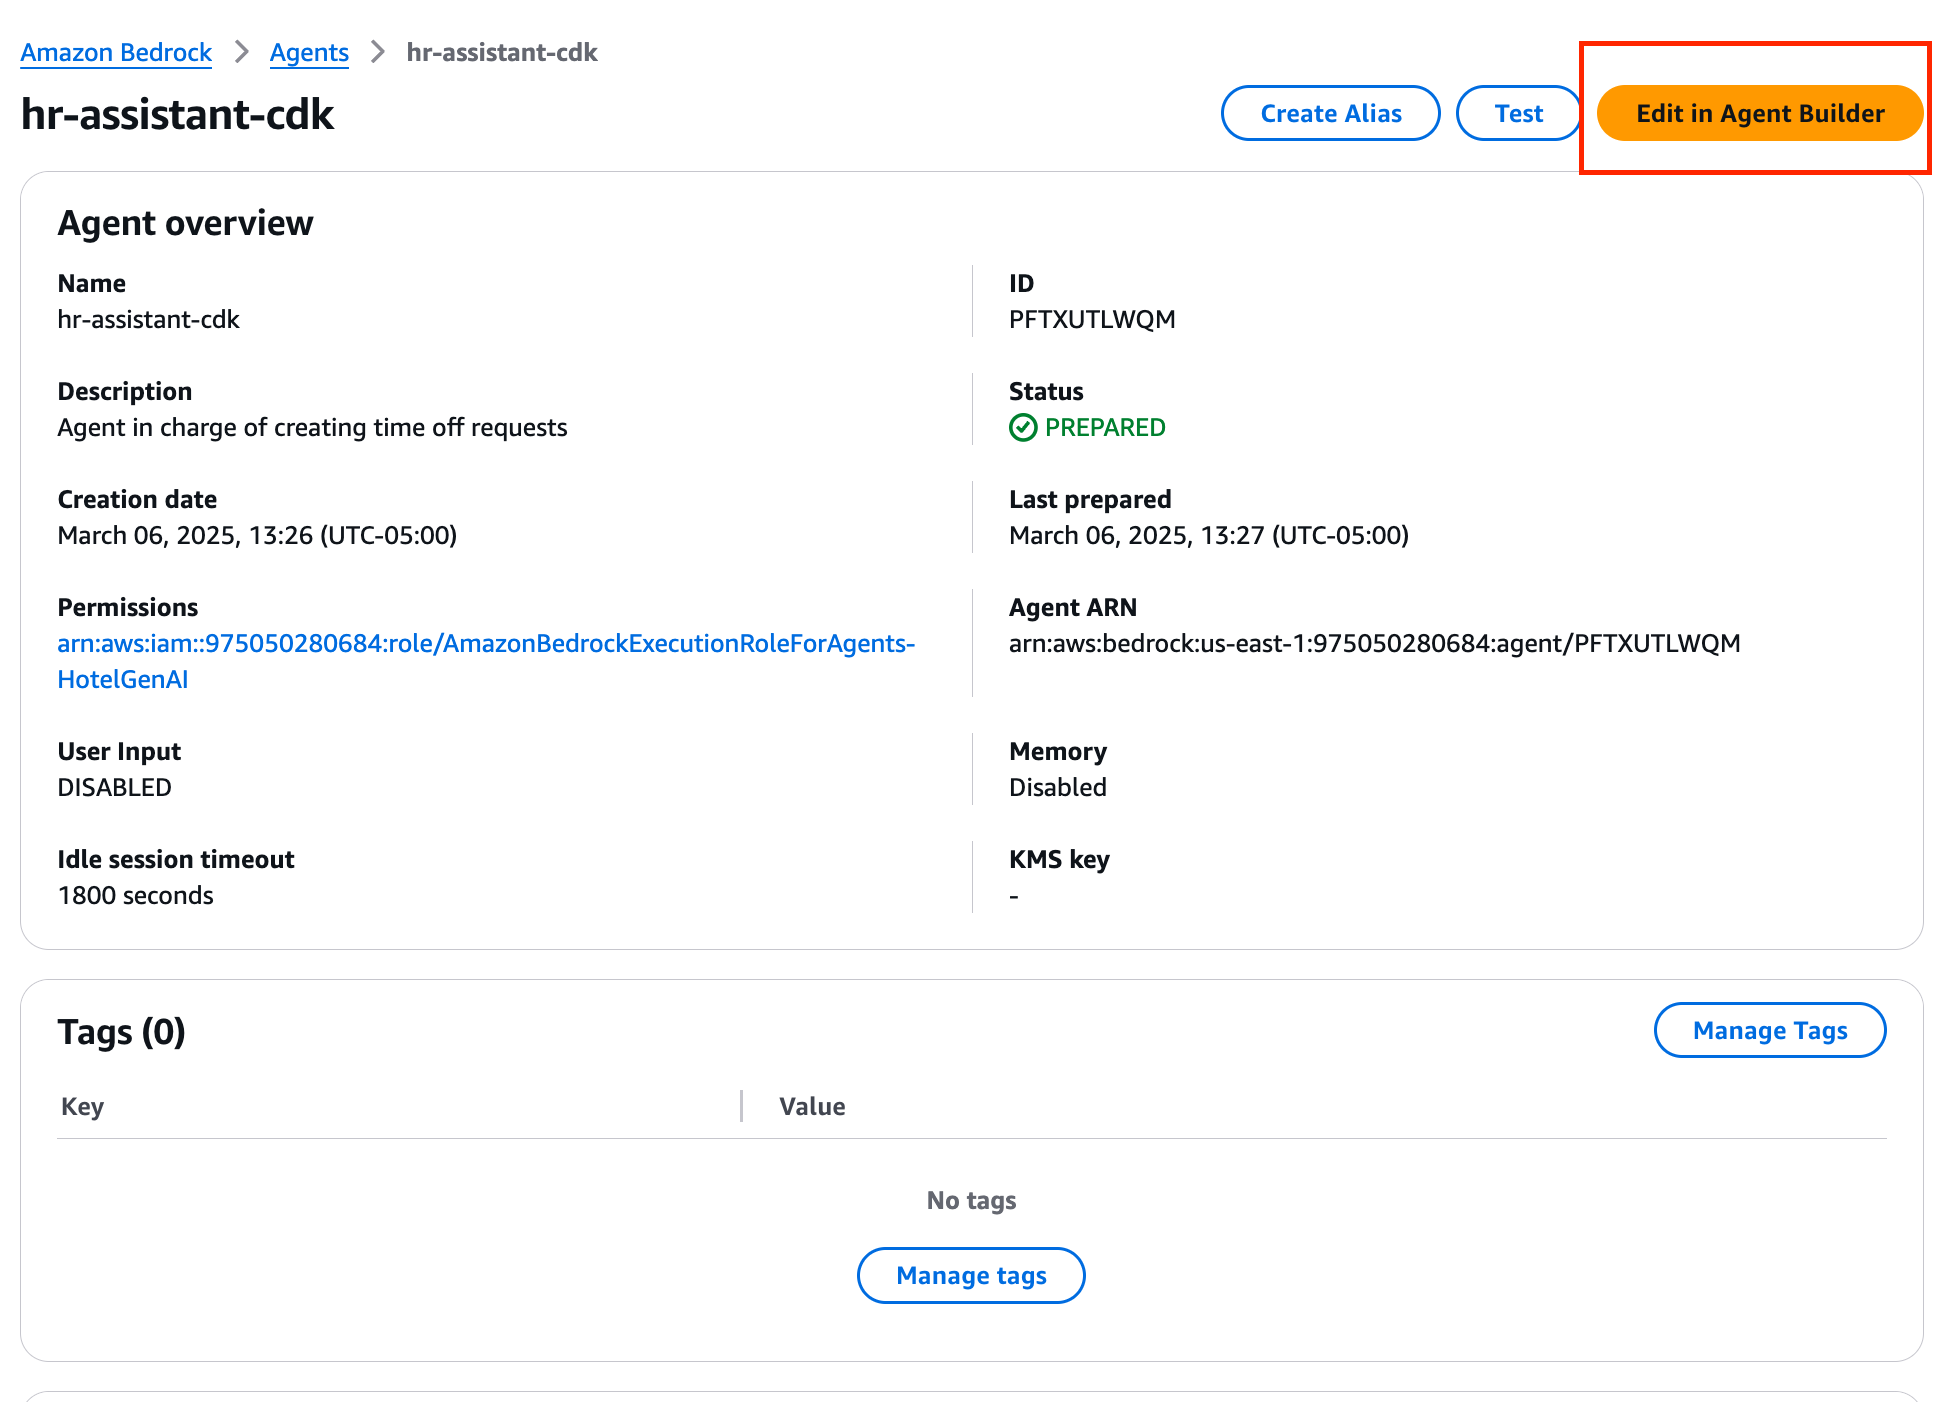 Amazon Bedrock > Agents > hr-assistant-cdk
hr-assistant-cdk
Create Alias
Test
Edit in Agent Builder
Agent overview
Name
hr-assistant-cdk
ID
PFTXUTLWQM
Description
Agent in charge of creating time off requests
Status
PREPARED
Creation date
March 06, 2025, 13:26 (UTC-05:00)
Last prepared
March 06, 2025, 13:27 (UTC-05:00)
Permissions
arn:aws:iam::975050280684:role/AmazonBedrockExecutionRoleForAgents-
HotelGenAI
Agent ARN
arn:aws:bedrock:us-east-1:975050280684:agent/PFTXUTLWQM
User Input
DISABLED
Memory
Disabled
Idle session timeout
1800 seconds
KMS key
-
Tags (0)
Manage Tags
Key
Value
No tags
Manage tags